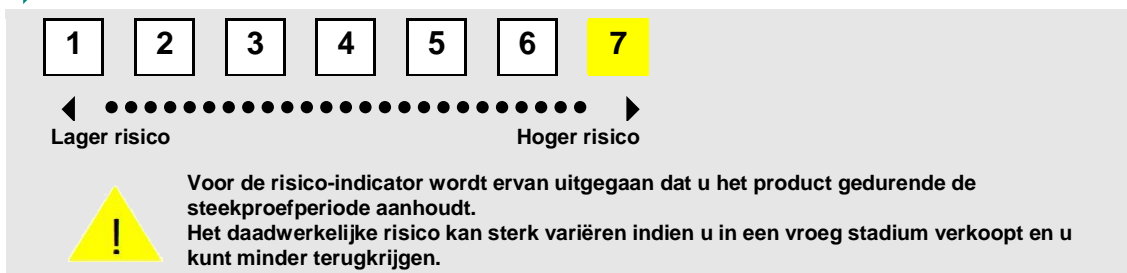 1 2 3 4 5 6 7
Lager risico Hoger risico
!
Voor de risico-indicator wordt ervan uitgegaan dat u het product gedurende de
steekproefperiode aanhoudt.
Het daadwerkelijke risico kan sterk variëren indien u in een vroeg stadium verkoopt en u
kunt minder terugkrijgen.